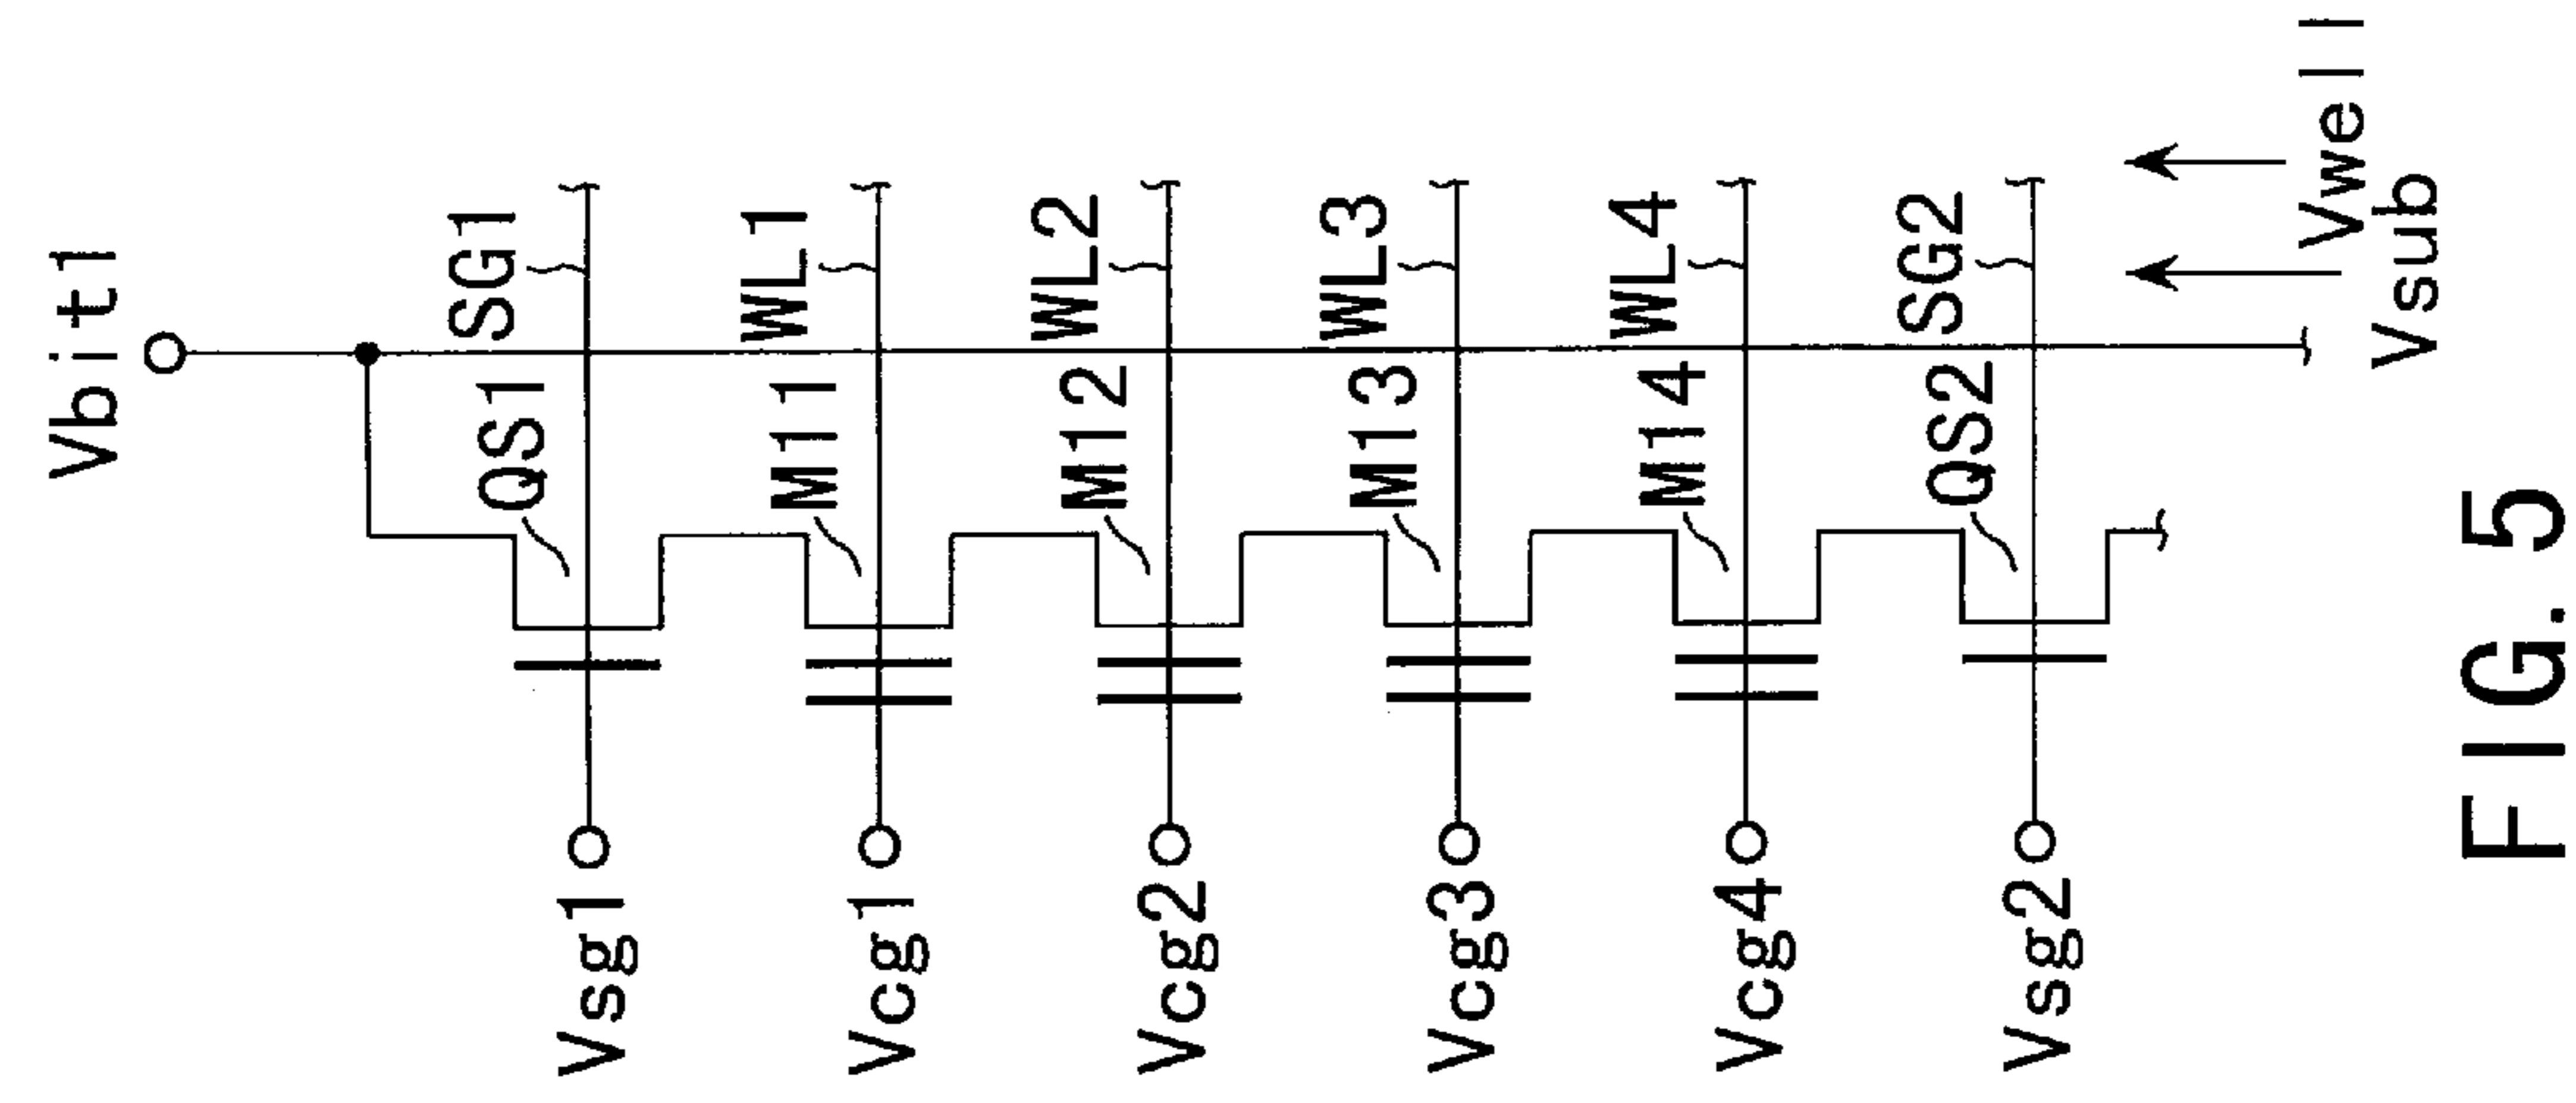 Vbit1
QS1 SG1
Vsg1
M11 WL1
Vcg1
M12 WL2
Vcg2
M13 WL3
Vcg3
M14 WL4
Vcg4
QS2 SG2
Vsg2
Vwell
Vsub
FIG. 5